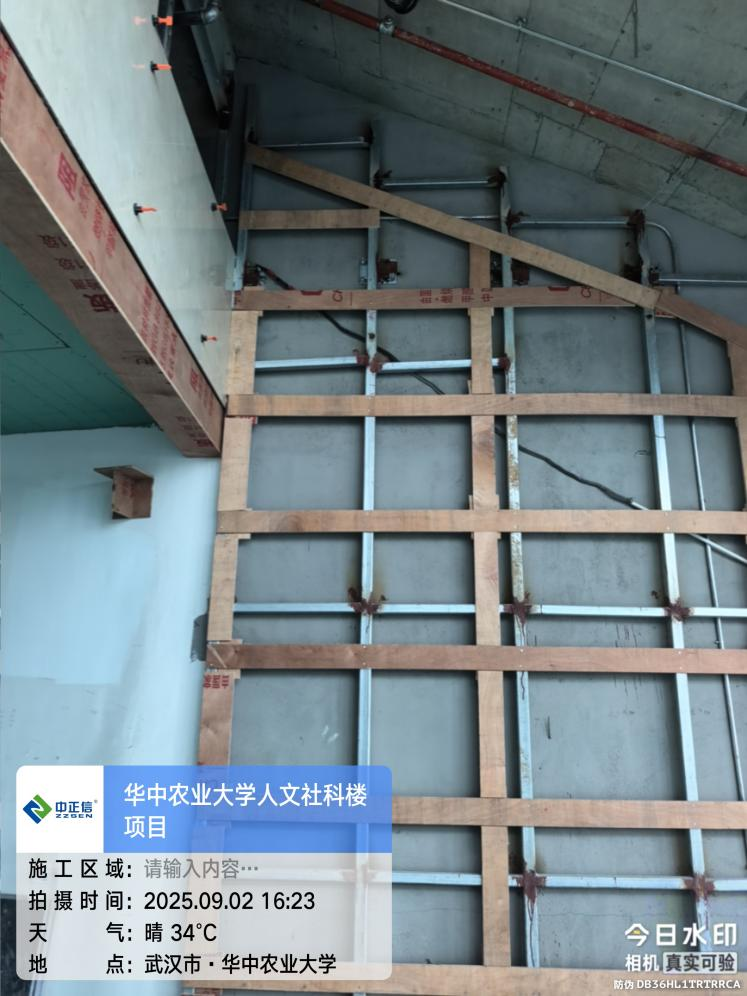 中正信
ZZSEN
华中农业大学人文社科楼
项目
施工区域：请输入内容…
拍摄时间：2025.09.02 16:23
天气：晴 34°C
地点：武汉市·华中农业大学
今日水印
相机 真实可验
防伪 DB36HL1TRTRRCA